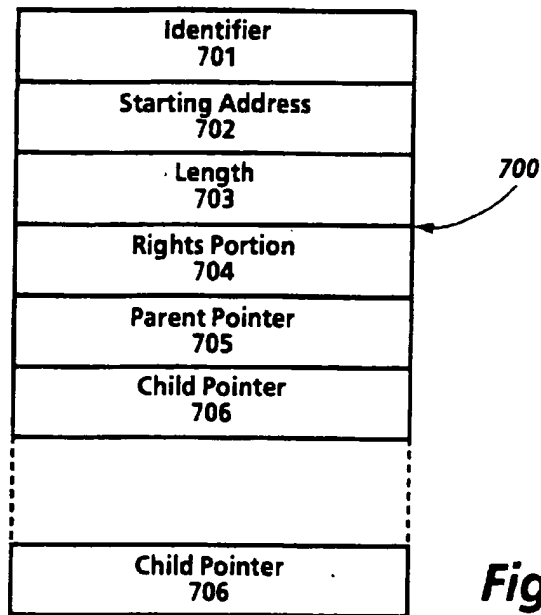 Identifier
701
Starting Address
702
Length
703
700
Rights Portion
704
Parent Pointer
705
Child Pointer
706
Child Pointer
706
Fig